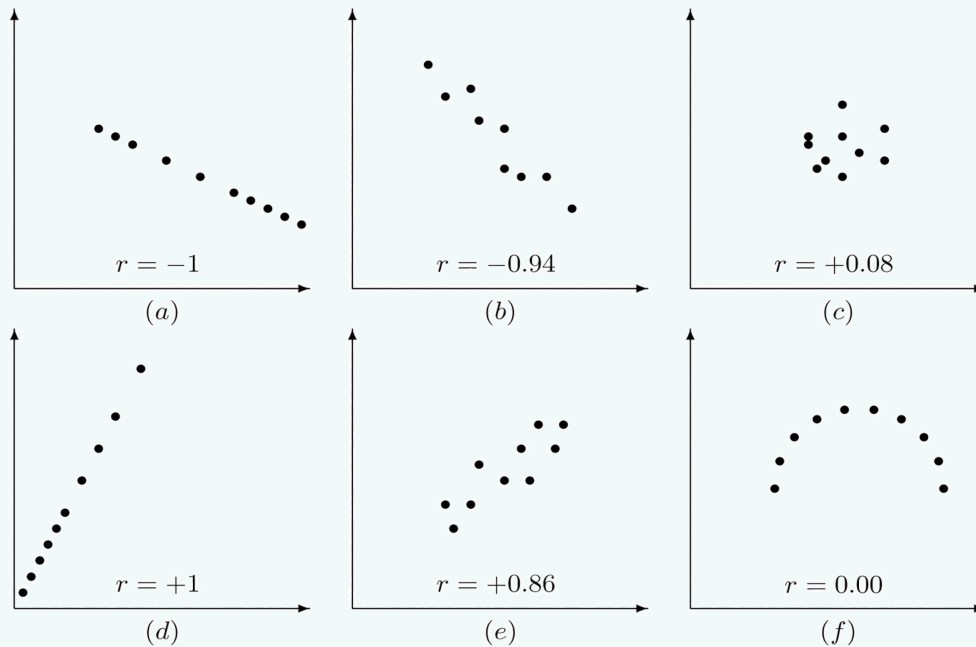 r = −1
r = −0.94
r = +0.08
(a)
(b)
(c)
r = +1
r = +0.86
r = 0.00
(d)
(e)
(f)